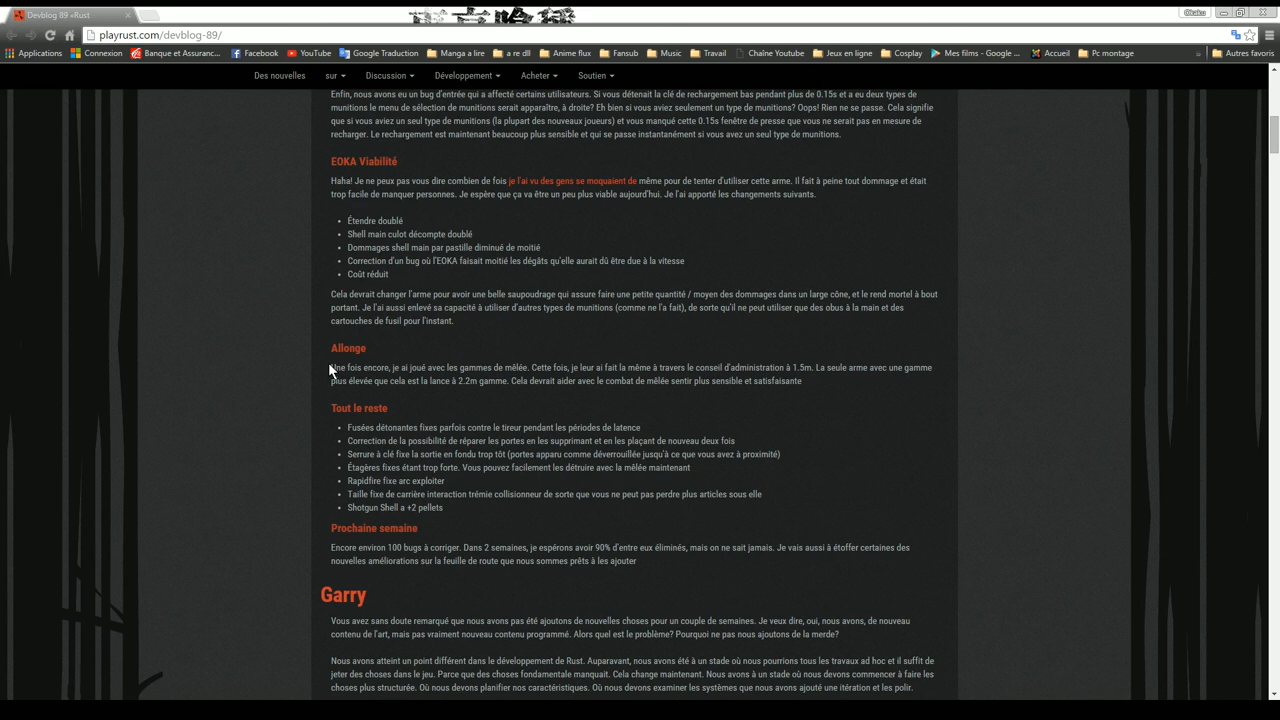 Devblog 89 «Rust
Okaku
playrust.com/devblog-89/
Applications Connexion Banque et Assuranc... Facebook YouTube Google Traduction Manga a lire a re dl Anime flux Fansub Music Travail Chaîne Youtube Jeux en ligne Cosplay Mes films - Google ... Accueil Pc montage Autres favoris
Des nouvelles sur Discussion Développement Acheter Soutien
Enfin, nous avons eu un bug d'entrée qui a affecté certains utilisateurs. Si vous détenait la clé de rechargement bas pendant plus de 0.15s et a eu deux types de
munitions le menu de sélection de munitions serait apparaître, à droite? Eh bien si vous aviez seulement un type de munitions? Oops! Rien ne se passe. Cela signifie
que si vous aviez un seul type de munitions (la plupart des nouveaux joueurs) et vous manqué cette 0.15s fenêtre de presse que vous ne serait pas en mesure de
recharger. Le rechargement est maintenant beaucoup plus sensible et qui se passe instantanément si vous avez un seul type de munitions.
EOKA Viabilité
Haha! Je ne peux pas vous dire combien de fois je l'ai vu des gens se moquaient de même pour de tenter d'utiliser cette arme. Il fait à peine tout dommage et était
trop facile de manquer personnes. Je espère que ça va être un peu plus viable aujourd'hui. Je l'ai apporté les changements suivants.
• Étendre doublé
• Shell main culot décompte doublé
• Dommages shell main par pastille diminué de moitié
• Correction d'un bug où l'EOKA faisait moitié les dégâts qu'elle aurait dû être due à la vitesse
• Coût réduit
Cela devrait changer l'arme pour avoir une belle saupoudrage qui assure faire une petite quantité / moyen des dommages dans un large cône, et le rend mortel à bout
portant. Je l'ai aussi enlevé sa capacité à utiliser d'autres types de munitions (comme ne l'a fait), de sorte qu'il ne peut utiliser que des obus à la main et des
cartouches de fusil pour l'instant.
Allonge
Une fois encore, je ai joué avec les gammes de mêlée. Cette fois, je leur ai fait la même à travers le conseil d'administration à 1.5m. La seule arme avec une gamme
plus élevée que cela est la lance à 2.2m gamme. Cela devrait aider avec le combat de mêlée sentir plus sensible et satisfaisante
Tout le reste
• Fusées détonantes fixes parfois contre le tireur pendant les périodes de latence
• Correction de la possibilité de réparer les portes en les supprimant et en les plaçant de nouveau deux fois
• Serrure à clé fixe la sortie en fondu trop tôt (portes apparu comme déverrouillée jusqu'à ce que vous avez à proximité)
• Étagères fixes étant trop forte. Vous pouvez facilement les détruire avec la mêlée maintenant
• Rapidfire fixe arc exploiter
• Taille fixe de carrière interaction trémie collisionneur de sorte que vous ne peut pas perdre plus articles sous elle
• Shotgun Shell a +2 pellets
Prochaine semaine
Encore environ 100 bugs à corriger. Dans 2 semaines, je espérons avoir 90% d'entre eux éliminés, mais on ne sait jamais. Je vais aussi à étoffer certaines des
nouvelles améliorations sur la feuille de route que nous sommes prêts à les ajouter
Garry
Vous avez sans doute remarqué que nous avons pas été ajoutons de nouvelles choses pour un couple de semaines. Je veux dire, oui, nous avons, de nouveau
contenu de l'art, mais pas vraiment nouveau contenu programmé. Alors quel est le problème? Pourquoi ne pas nous ajoutons de la merde?
Nous avons atteint un point différent dans le développement de Rust. Auparavant, nous avons été à un stade où nous pourrions tous les travaux ad hoc et il suffit de
jeter des choses dans le jeu. Parce que des choses fondamentale manquait. Cela change maintenant. Nous avons à un stade où nous devons commencer à faire les
choses plus structurée. Où nous devons planifier nos caractéristiques. Où nous devons examiner les systèmes que nous avons ajouté une itération et les polir.